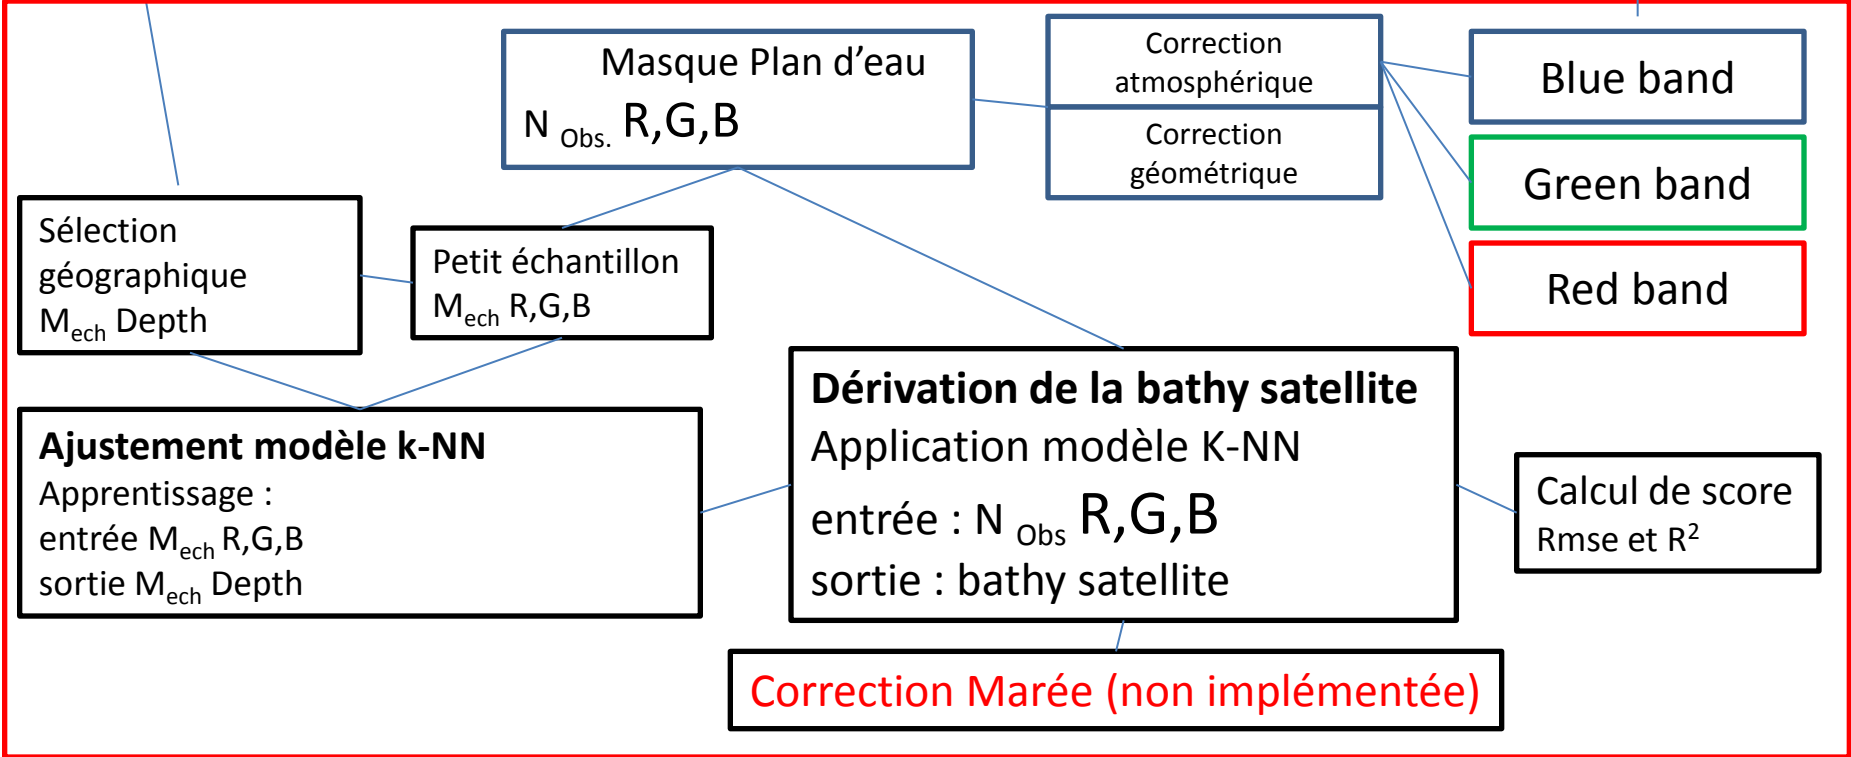 Masque Plan d'eau
N Obs. R,G,B
Correction
atmosphérique
Correction
géométrique
Blue band
Green band
Red band
Sélection
géographique
Mech Depth
Petit échantillon
Mech R,G,B
Ajustement modèle k-NN
Apprentissage :
entrée Mech R,G,B
sortie Mech Depth
Dérivation de la bathy satellite
Application modèle K-NN
entrée : N Obs R,G,B
sortie : bathy satellite
Calcul de score
Rmse et R²
Correction Marée (non implémentée)